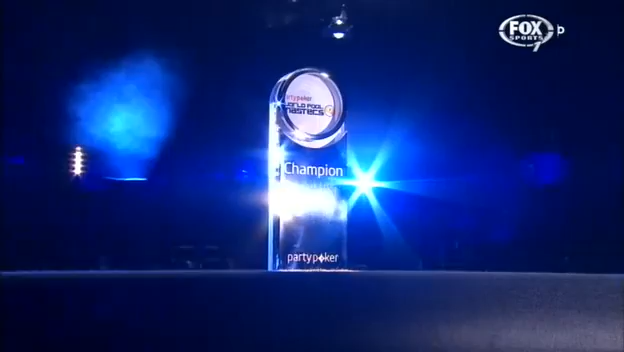 FOX
SPORTS
P
partypoker
WORLD POOL
MASTERS
Champion
partypoker